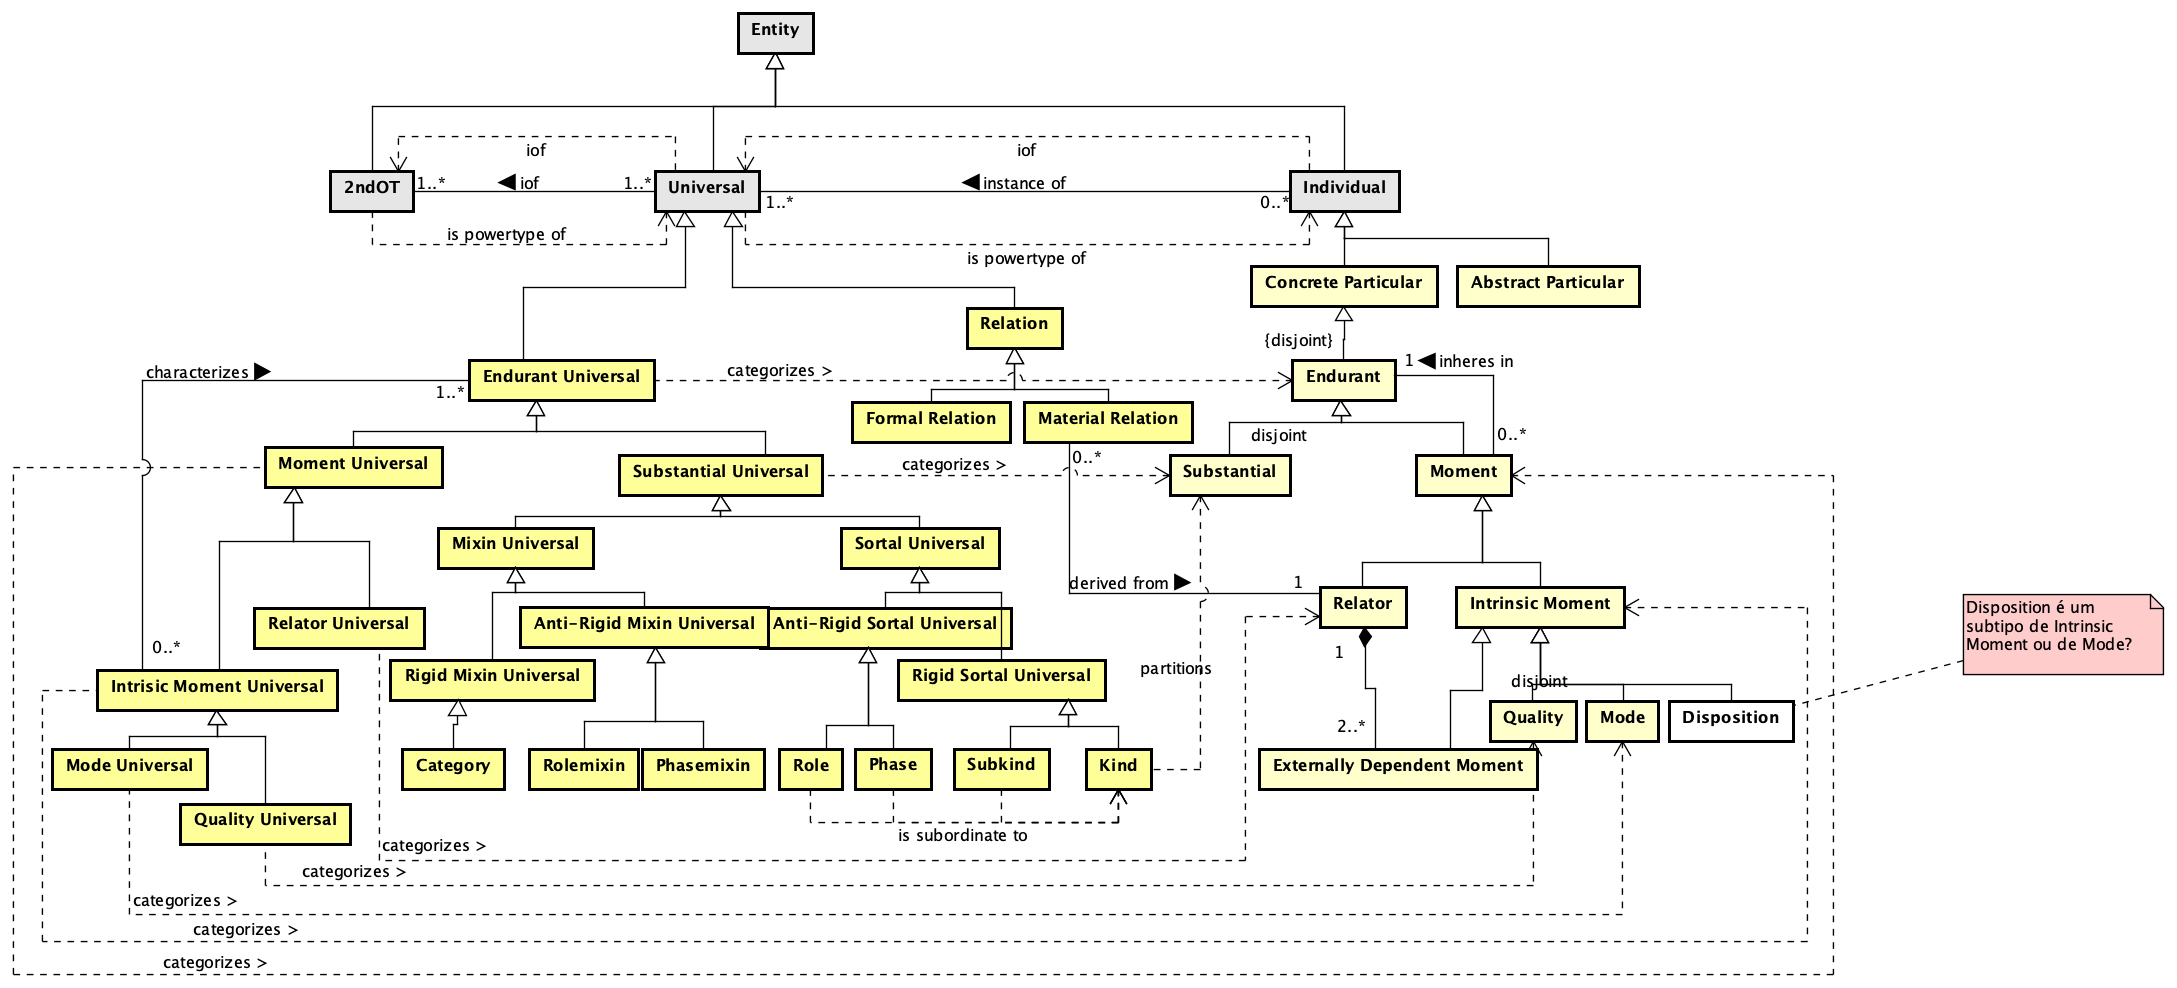 Entity
iof
iof
2ndOT
1..*
◀ iof
1..*
Universal
1..*
◀ instance of
0..*
Individual
is powertype of
is powertype of
Concrete Particular
Abstract Particular
Relation
{disjoint}
characterizes ▶
1..*
Endurant Universal
categorizes >
Endurant
1 ◀ inheres in
Formal Relation
Material Relation
disjoint
0..*
Moment Universal
Substantial Universal
categorizes >
0..*
Substantial
Moment
Mixin Universal
Sortal Universal
derived from ▶
1
Relator
Intrinsic Moment
Disposition é um
subtipo de Intrinsic
Moment ou de Mode?
Relator Universal
Anti-Rigid Mixin Universal
Anti-Rigid Sortal Universal
0..*
1
Intrisic Moment Universal
Rigid Mixin Universal
Rigid Sortal Universal
partitions
disjoint
2..*
Quality
Mode
Disposition
Mode Universal
Category
Rolemixin
Phasemixin
Role
Phase
Subkind
Kind
Externally Dependent Moment
Quality Universal
is subordinate to
categorizes >
categorizes >
categorizes >
categorizes >
categorizes >